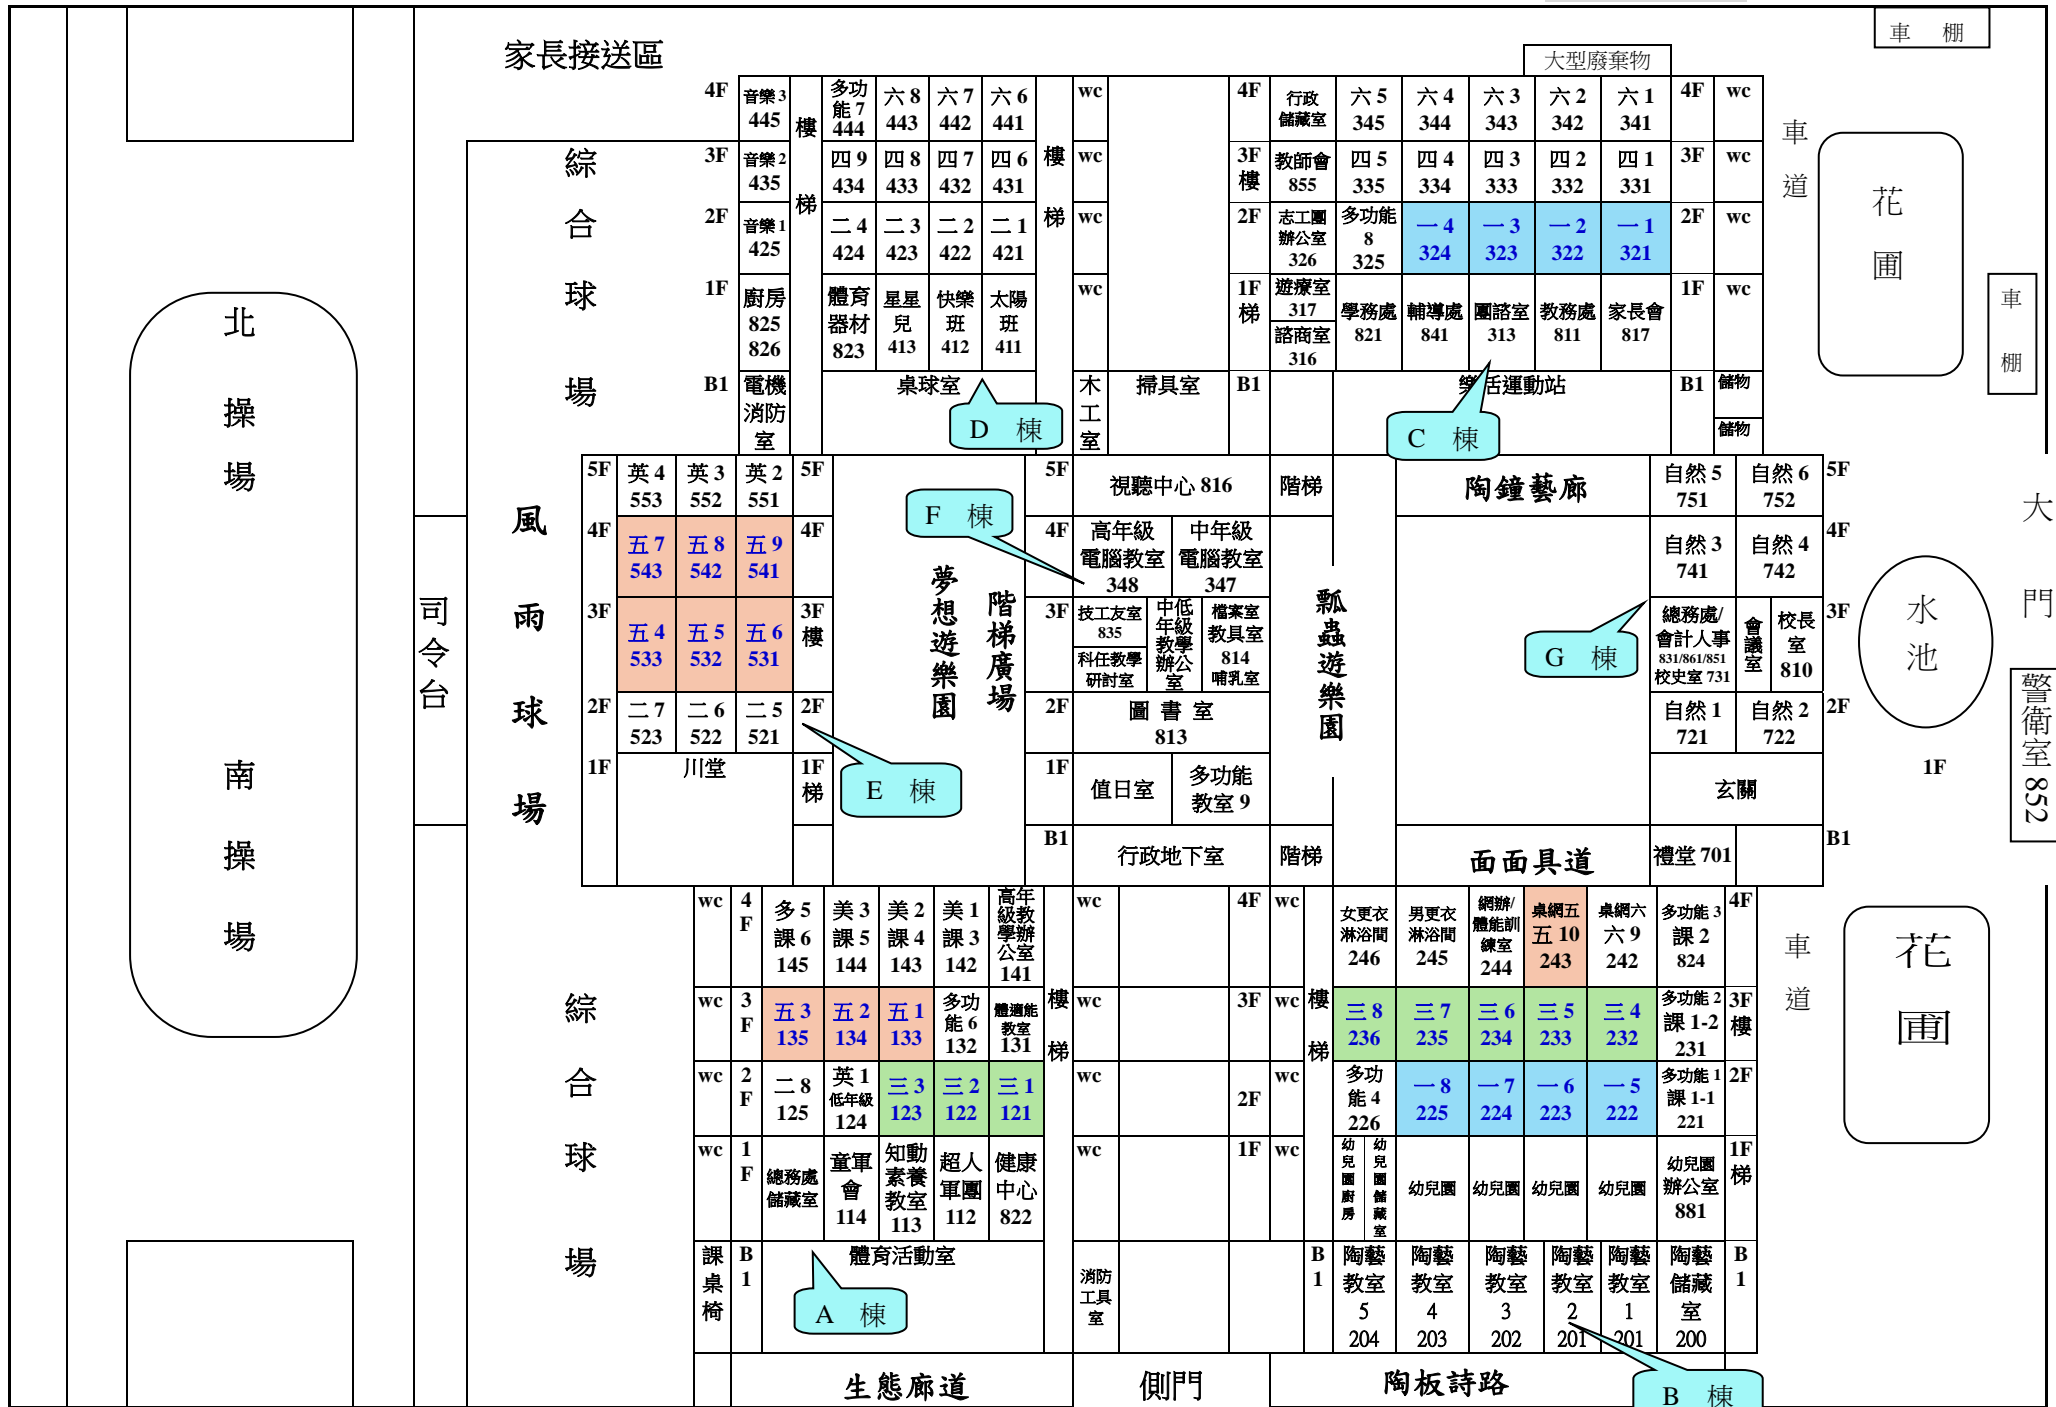 家長接送區
大型廢棄物
車 棚
4F
音樂 3
445
樓
梯
多功
能 7
444
六 8
443
六 7
442
六 6
441
樓
梯
wc
4F
行政
儲藏室
六 5
345
六 4
344
六 3
343
六 2
342
六 1
341
4F
wc
3F
音樂 2
435
四 9
434
四 8
433
四 7
432
四 6
431
wc
3F
樓
教師會
855
四 5
335
四 4
334
四 3
333
四 2
332
四 1
331
3F
wc
2F
音樂 1
425
二 4
424
二 3
423
二 2
422
二 1
421
wc
2F
志工團
辦公室
326
多功能
8
325
一 4
324
一 3
323
一 2
322
一 1
321
2F
wc
1F
廚房
825
826
體育
器材
823
星星
兒
413
快樂
班
412
太陽
班
411
wc
1F
梯
遊療室
317
諮商室
316
學務處
821
輔導處
841
團諮室
313
教務處
811
家長會
817
1F
wc
B1
電機
消防
室
桌球室
D 棟
木
工
室
掃具室
B1
樂活運動站
C 棟
B1
儲物
儲物
車
道
花
圃
車
棚
綜
合
球
場
北
操
場
南
操
場
司
令
台
風
雨
球
場
5F
英 4
553
英 3
552
英 2
551
5F
4F
五 7
543
五 8
542
五 9
541
4F
3F
五 4
533
五 5
532
五 6
531
3F
樓
2F
二 7
523
二 6
522
二 5
521
2F
1F
川堂
1F
梯
E 棟
夢
想
遊
樂
園
階
梯
廣
場
F 棟
5F
視聽中心 816
階梯
陶鐘藝廊
自然 5
751
自然 6
752
5F
4F
高年級
電腦教室
348
中年級
電腦教室
347
自然 3
741
自然 4
742
4F
3F
技工友室
835
科任教學
研討室
中低
年級
教學
辦公
室
檔案室
教具室
814
哺乳室
瓢
蟲
遊
樂
園
G 棟
總務處/
會計人事
831/861/851
校史室 731
會
議
室
校長
室
810
3F
2F
圖 書 室
813
自然 1
721
自然 2
722
2F
1F
值日室
多功能
教室 9
玄關
1F
B1
行政地下室
階梯
面面具道
禮堂 701
B1
水
池
大
門
警
衛
室
852
wc
4
F
多 5
課 6
145
美 3
課 5
144
美 2
課 4
143
美 1
課 3
142
高年
級教
學辦
公室
141
wc
4F
wc
女更衣
淋浴間
246
男更衣
淋浴間
245
網辦/
體能訓
練室
244
桌網五
五 10
243
桌網六
六 9
242
多功能 3
課 2
824
4F
wc
3
F
五 3
135
五 2
134
五 1
133
多功
能 6
132
體適能
教室
131
樓
梯
wc
3F
wc
樓
梯
三 8
236
三 7
235
三 6
234
三 5
233
三 4
232
多功能 2
課 1-2
231
3F
樓
wc
2
F
二 8
125
英 1
低年級
124
三 3
123
三 2
122
三 1
121
wc
2F
wc
多功
能 4
226
一 8
225
一 7
224
一 6
223
一 5
222
多功能 1
課 1-1
221
2F
wc
1
F
總務處
儲藏室
童軍
會
114
知動
素養
教室
113
超人
軍團
112
健康
中心
822
wc
1F
wc
幼
兒
園
廚
房
幼
兒
園
儲
藏
室
幼兒園
幼兒園
幼兒園
幼兒園
幼兒園
辦公室
881
1F
梯
課
桌
椅
B
1
體育活動室
A 棟
消防
工具
室
B
1
陶藝
教室
5
204
陶藝
教室
4
203
陶藝
教室
3
202
陶藝
教室
2
201
陶藝
教室
1
201
陶藝
儲藏
室
200
B
1
綜
合
球
場
車
道
花
圃
生態廊道
側門
陶板詩路
B 棟